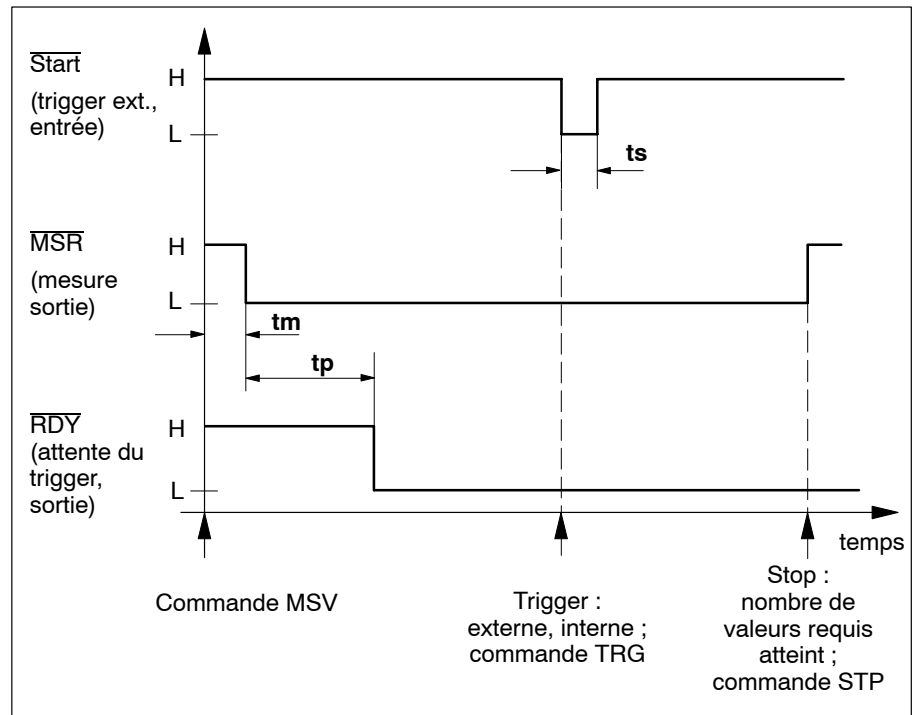 Start
(trigger ext.,
entrée)
H
L
ts
MSR
(mesure
sortie)
H
L
tm
tp
RDY
(attente du
trigger,
sortie)
H
L
temps
Commande MSV
Trigger :
externe, interne ;
commande TRG
Stop :
nombre de
valeurs requis
atteint ;
commande STP